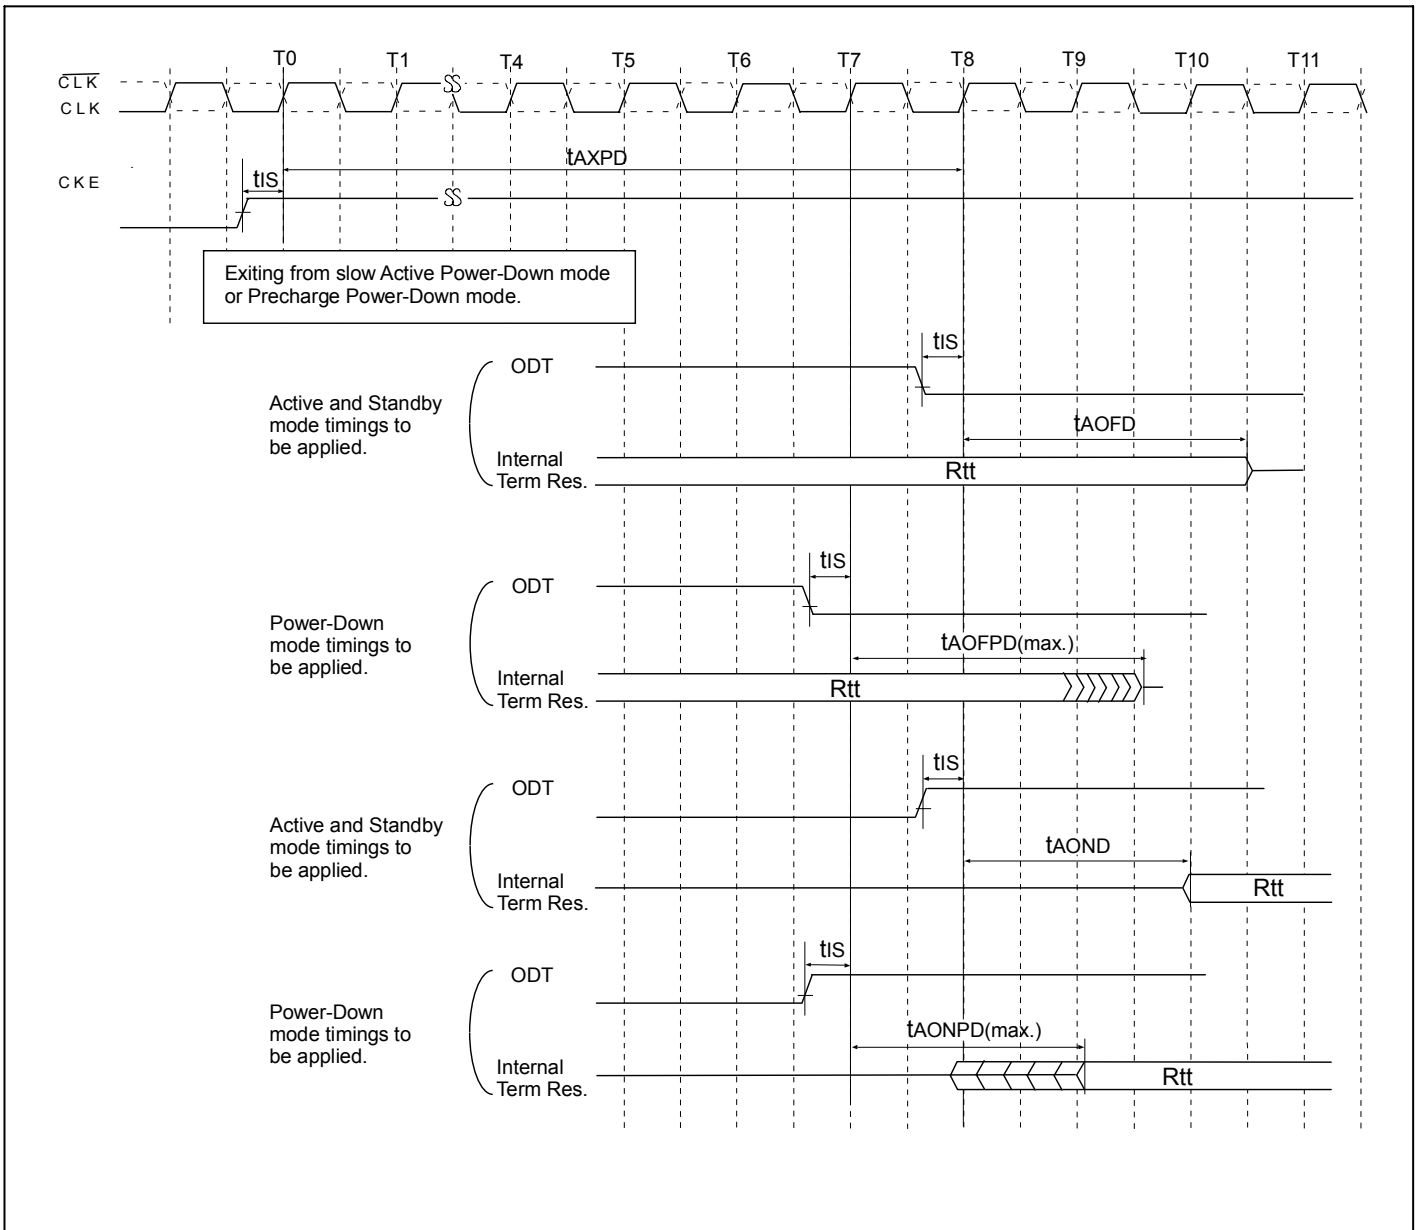 T0 T1 T4 T5 T6 T7 T8 T9 T10 T11
CLK
CLK
tAXPD
CKE
tIS
Exiting from slow Active Power-Down mode
or Precharge Power-Down mode.
tIS
ODT
Active and Standby
mode timings to
be applied.
tAOFD
Internal
Term Res.
Rtt
tIS
ODT
Power-Down
mode timings to
be applied.
tAOFPD(max.)
Internal
Term Res.
Rtt
tIS
ODT
Active and Standby
mode timings to
be applied.
tAOND
Internal
Term Res.
Rtt
tIS
ODT
Power-Down
mode timings to
be applied.
tAONPD(max.)
Internal
Term Res.
Rtt